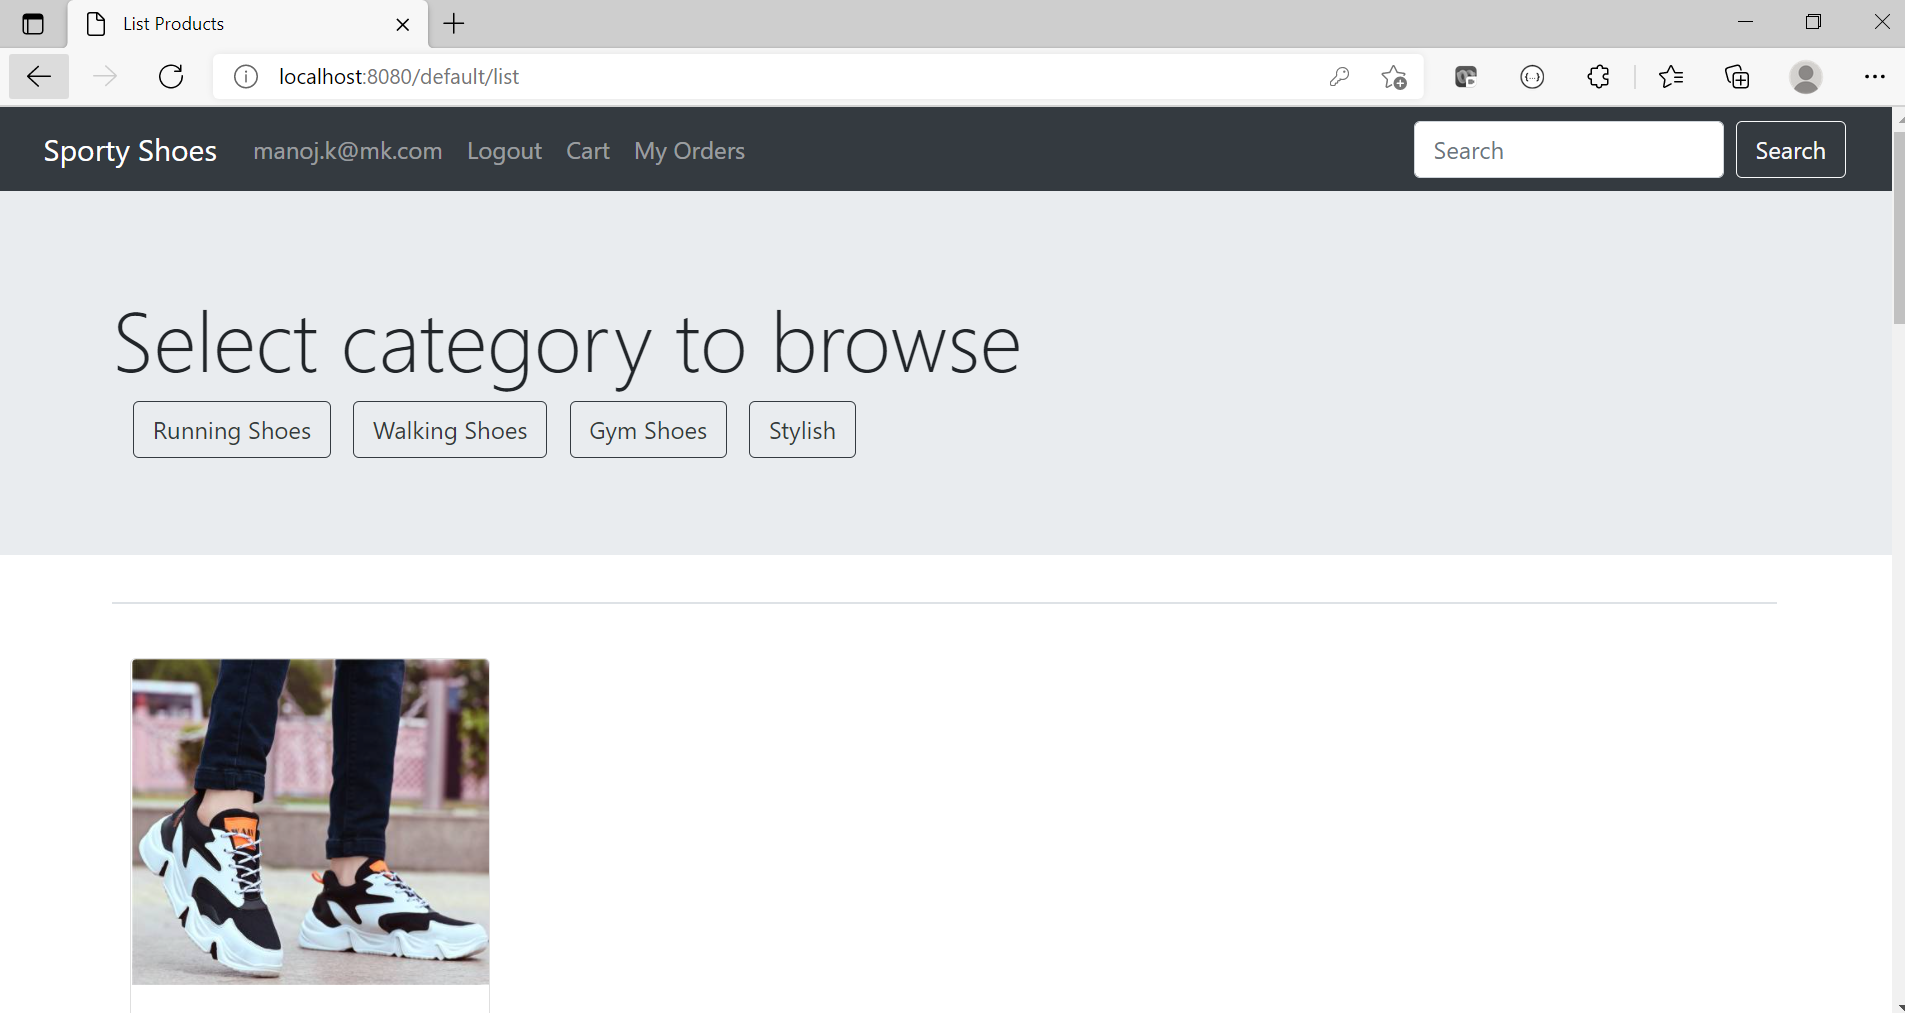 List Products
localhost:8080/default/list
Sporty Shoes manoj.k@mk.com Logout Cart My Orders Search Search
Select category to browse
Running Shoes Walking Shoes Gym Shoes Stylish